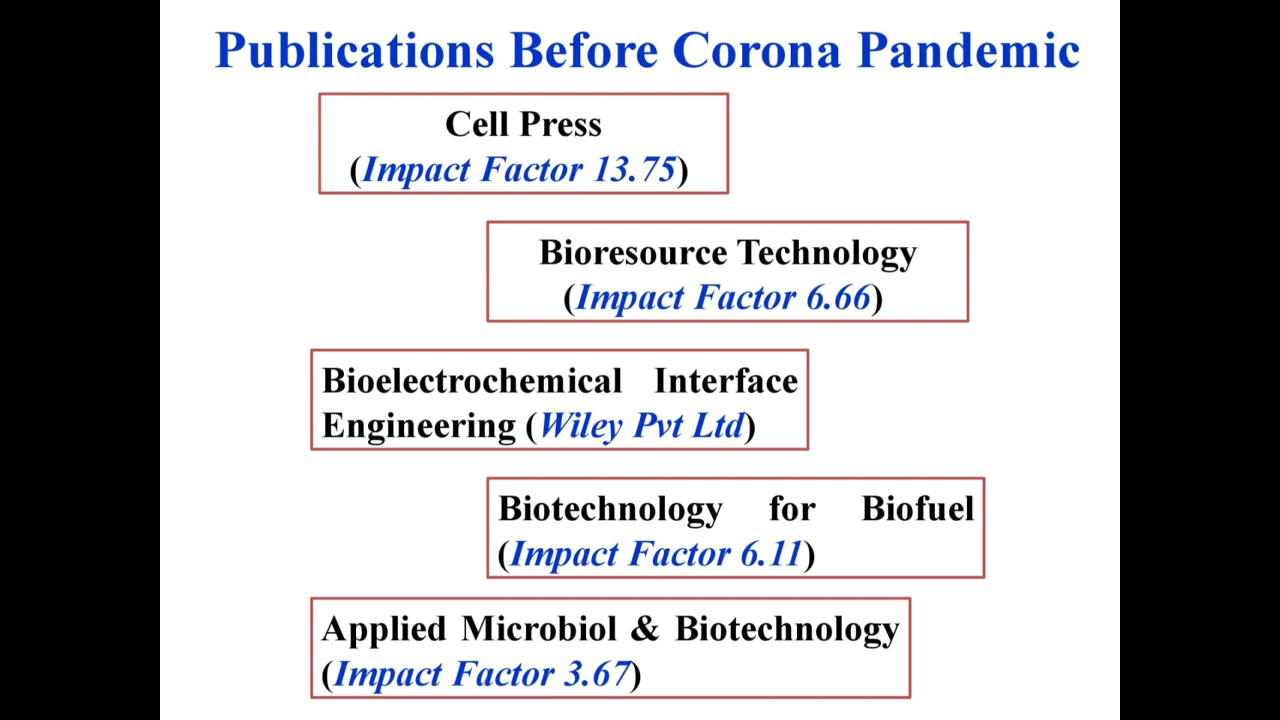 Publications Before Corona Pandemic
Cell Press
(Impact Factor 13.75)
Bioresource Technology
(Impact Factor 6.66)
Bioelectrochemical Interface
Engineering (Wiley Pvt Ltd)
Biotechnology for Biofuel
(Impact Factor 6.11)
Applied Microbiol & Biotechnology
(Impact Factor 3.67)